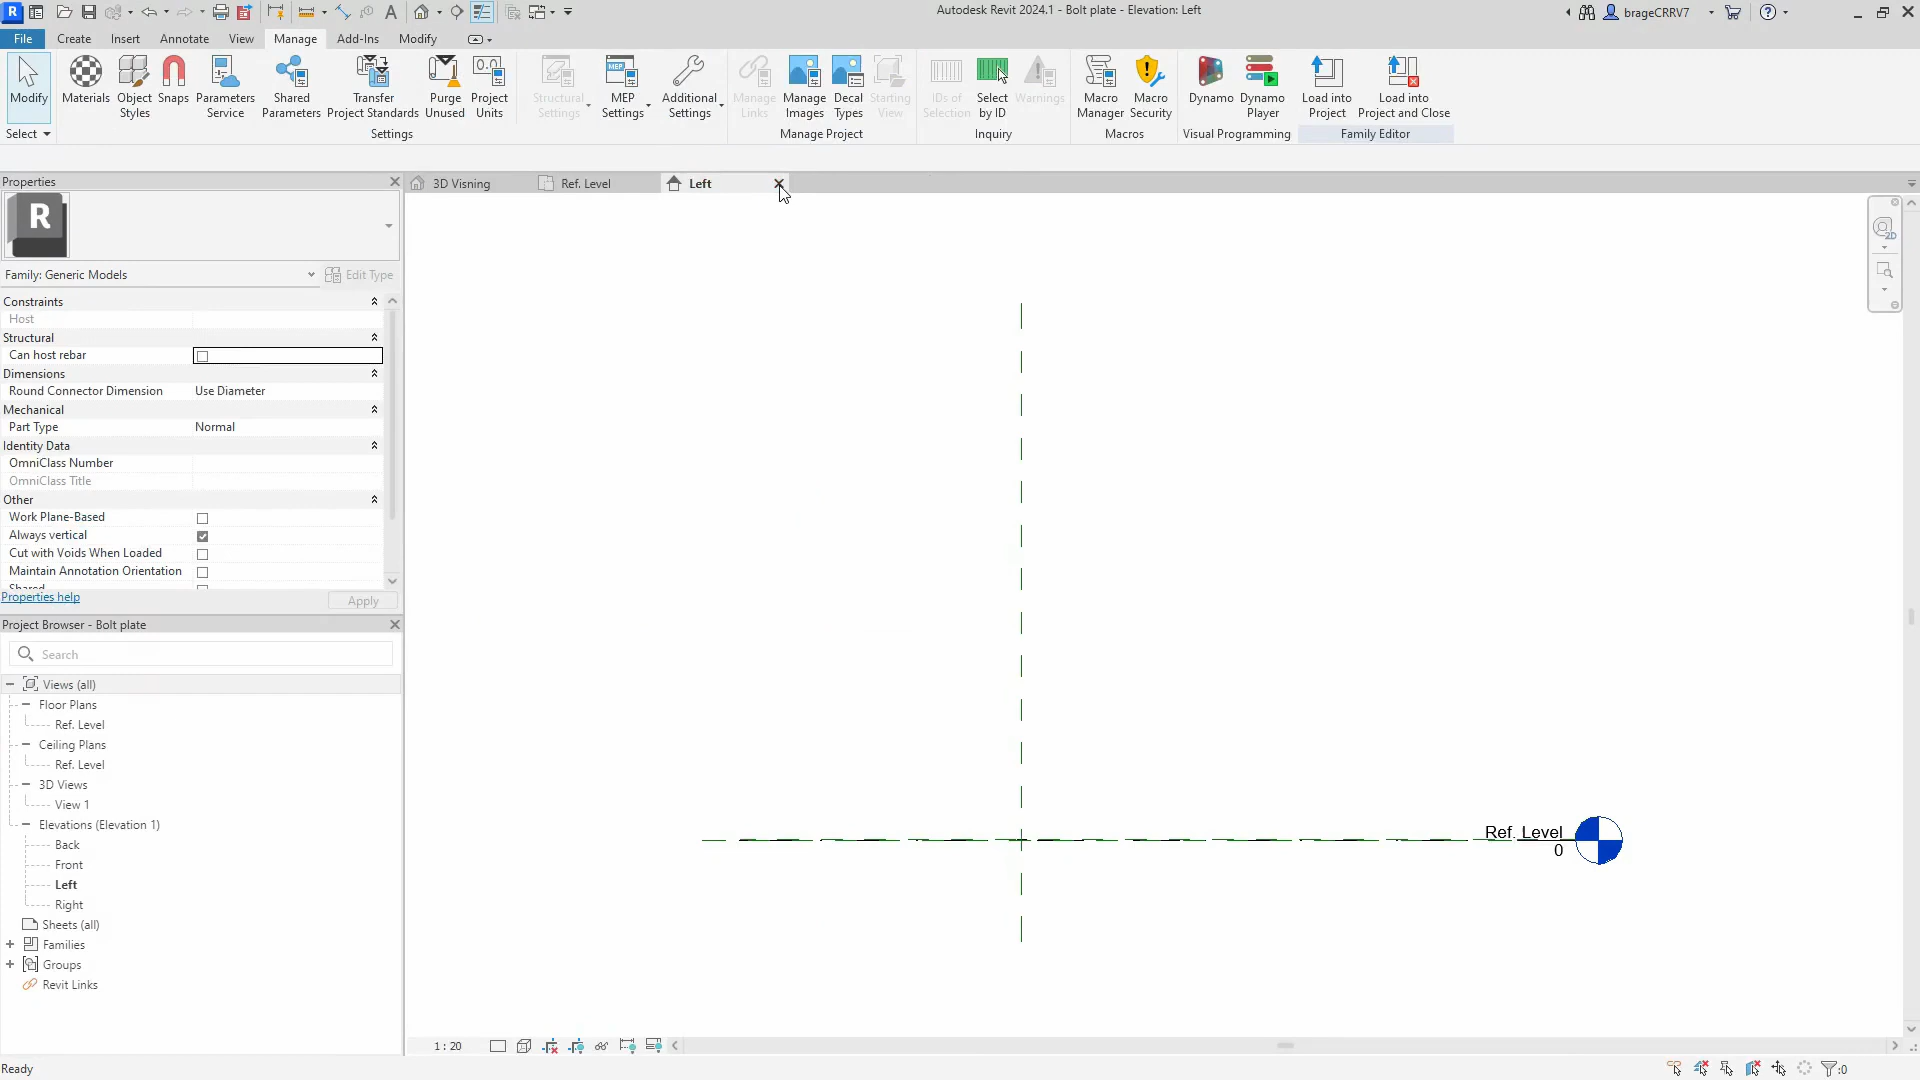 Autodesk Revit 2024.1 - Bolt plate - Elevation: Left
brageCRRV7
File Create Insert Annotate View Manage Add-Ins Modify
Modify
Materials
Object Styles
Snaps
Parameters Service
Shared Parameters
Transfer Project Standards
Purge Unused
Project Units
Structural Settings
MEP Settings
Additional Settings
Manage Links
Manage Images
Decal Types
Starting View
IDs of Selection
Select by ID
Warnings
Macro Manager
Macro Security
Dynamo
Dynamo Player
Load into Project
Load into Project and Close
Select Settings Manage Project Inquiry Macros Visual Programming Family Editor
Properties
3D Visning Ref. Level Left
R
2D
Family: Generic Models Edit Type
Constraints
Host
Structural
Can host rebar
Dimensions
Round Connector Dimension Use Diameter
Mechanical
Part Type Normal
Identity Data
OmniClass Number
OmniClass Title
Other
Work Plane-Based
Always vertical
Cut with Voids When Loaded
Maintain Annotation Orientation
Shared
Properties help Apply
Project Browser - Bolt plate
Search
Views (all)
Floor Plans
Ref. Level
Ceiling Plans
Ref. Level
3D Views
View 1
Elevations (Elevation 1)
Back
Front
Left
Right
Sheets (all)
Families
Groups
Revit Links
Ref. Level
0
1 : 20
Ready
:0